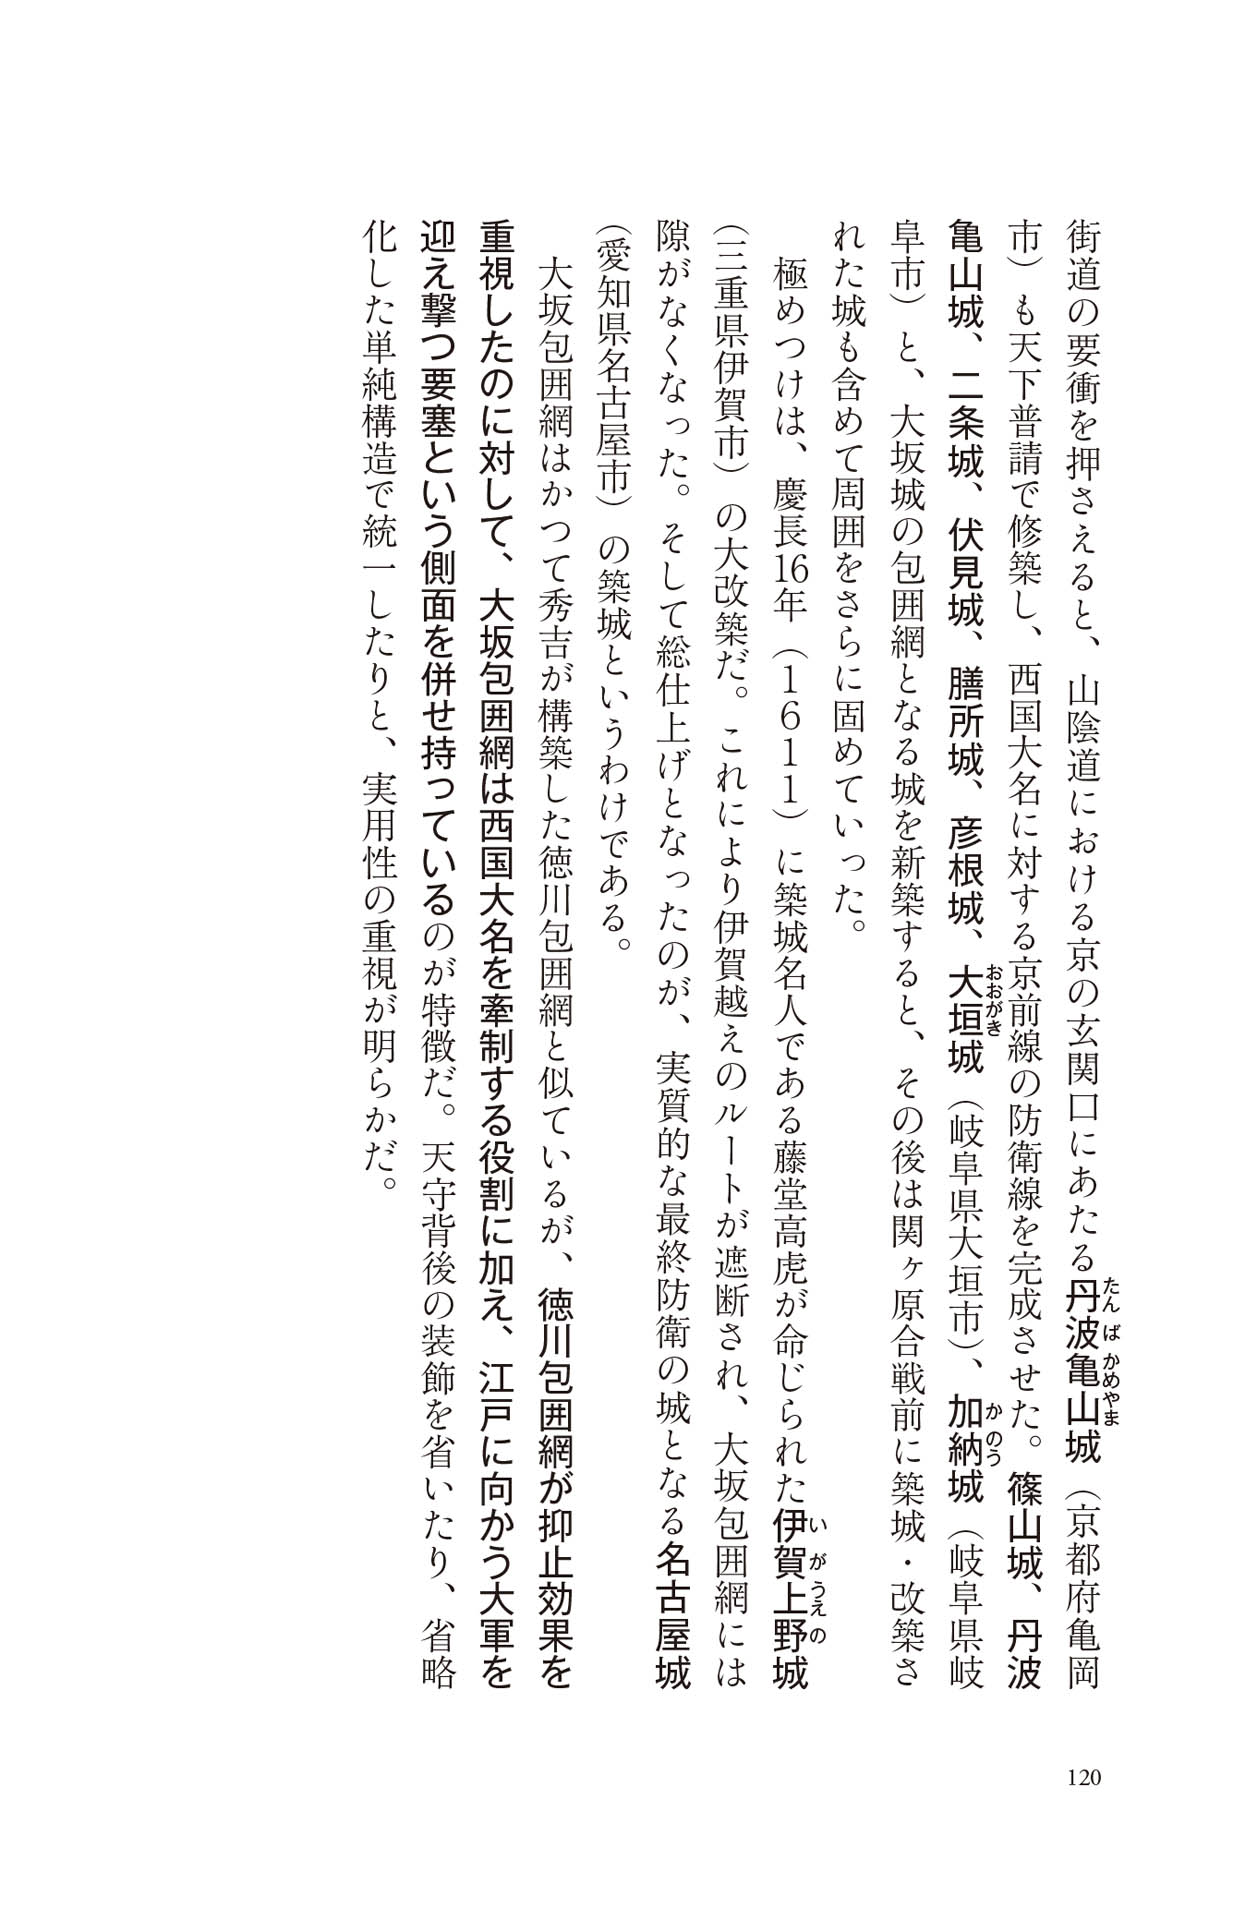 街道の要衝を押さえると、山陰道における京の玄関口にあたる丹波亀山城（京都府亀岡
市）も天下普請で修築し、西国大名に対する京前線の防衛線を完成させた。篠山城、丹波
亀山城、二条城、伏見城、膳所城、彦根城、大垣城（岐阜県大垣市）、加納城（岐阜県岐
阜市）と、大坂城の包囲網となる城を新築すると、その後は関ヶ原合戦前に築城・改築さ
れた城も含めて周囲をさらに固めていった。
　極めつけは、慶長16年（1611）に築城名人である藤堂高虎が命じられた伊賀上野城
（三重県伊賀市）の大改築だ。これにより伊賀越えのルートが遮断され、大坂包囲網には
隙がなくなった。そして総仕上げとなったのが、実質的な最終防衛の城となる名古屋城
（愛知県名古屋市）の築城というわけである。
　大坂包囲網はかつて秀吉が構築した徳川包囲網と似ているが、徳川包囲網が抑止効果を
重視したのに対して、大坂包囲網は西国大名を牽制する役割に加え、江戸に向かう大軍を
迎え撃つ要塞という側面を併せ持っているのが特徴だ。天守背後の装飾を省いたり、省略
化した単純構造で統一したりと、実用性の重視が明らかだ。
120